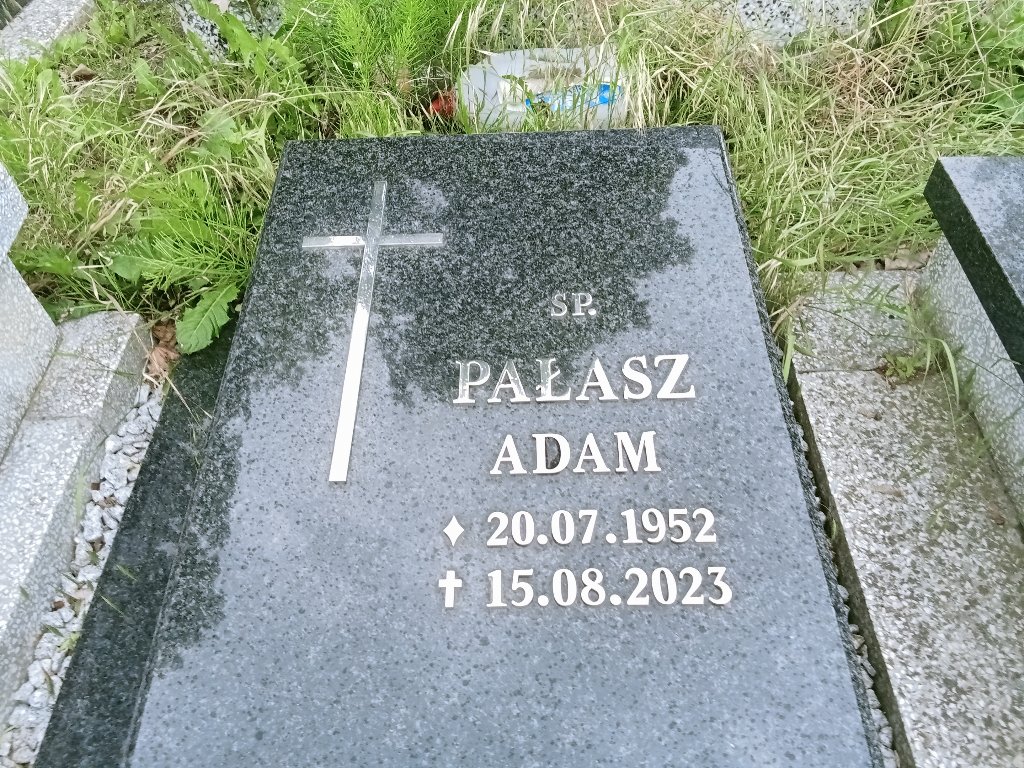 SP.
PAŁASZ
ADAM
♦ 20.07.1952
✝ 15.08.2023